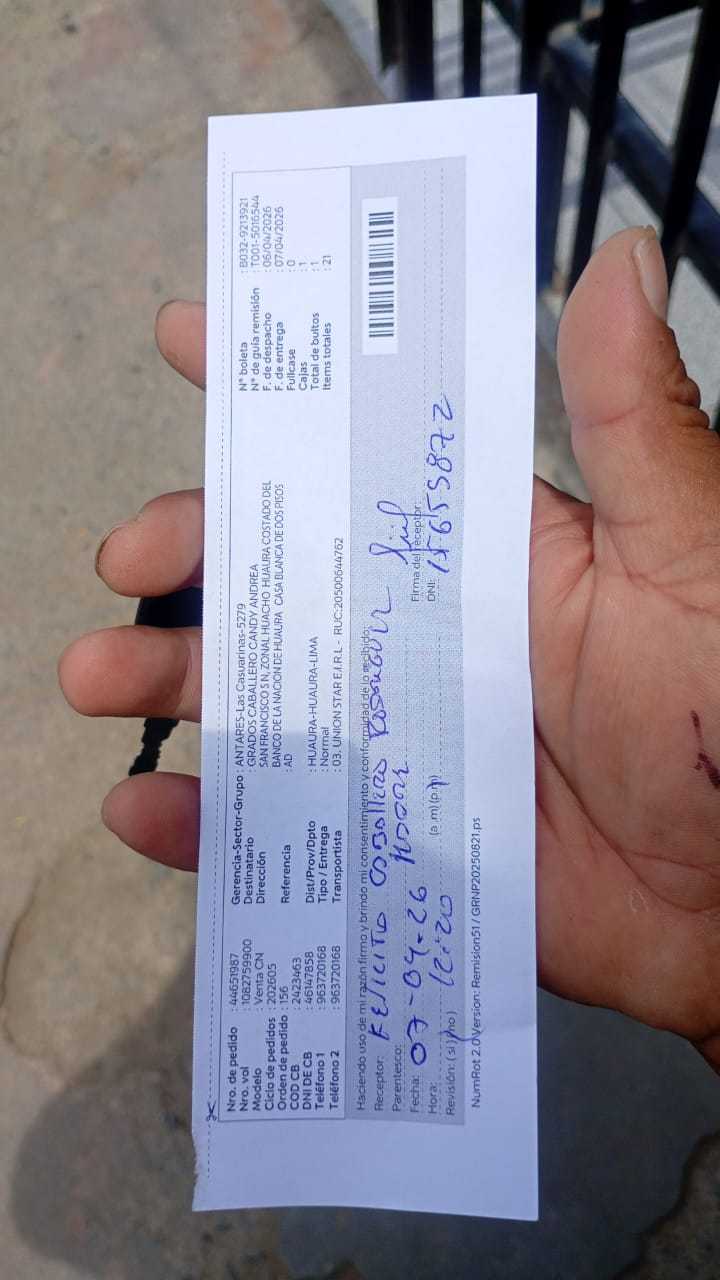 Nro. de pedido : 44651987
Nro. vol : 1082759900
Modelo : Venta CN
Ciclo de pedidos : 202605
Orden de pedido : 156
COD CB : 2423463
DNI DE CB : 46147858
Teléfono 1 : 963720168
Teléfono 2 : 963720168
Gerencia-Sector-Grupo : ANTARES-Las Casuarinas-5279
Destinatario : GRADOS CABALLERO CANDY ANDREA
Dirección : SAN FRANCISCO S N, ZONAL HUACHO HUAURA COSTADO DEL
BANCO DE LA NACION DE HUAURA CASA BLANCA DE DOS PISOS
Referencia : AD
Dist/Prov/Dpto : HUAURA-HUAURA-LIMA
Tipo / Entrega : Normal
Transportista : 03. UNION STAR E.I.R.L - RUC:20500644762
N° boleta : B032-9213921
N° de guía remisión : T001-5016544
F. de despacho : 06/04/2026
F. de entrega : 07/04/2026
Fullcase : 0
Cajas : 1
Total de bultos : 1
Items totales : 21
Haciendo uso de mi razón firmo y brindo mi consentimiento y conformidad de lo recibido:
Receptor: Felicita Caballero
Parentesco: Madre
Fecha: 07-04-26
Firma del receptor:
Hora: 12:20 (a.m) (p.m)
DNI: 15655872
Revisión: (si) (no)
NumRot 2.0 Version: Remision51 / GRNP20250821.ps